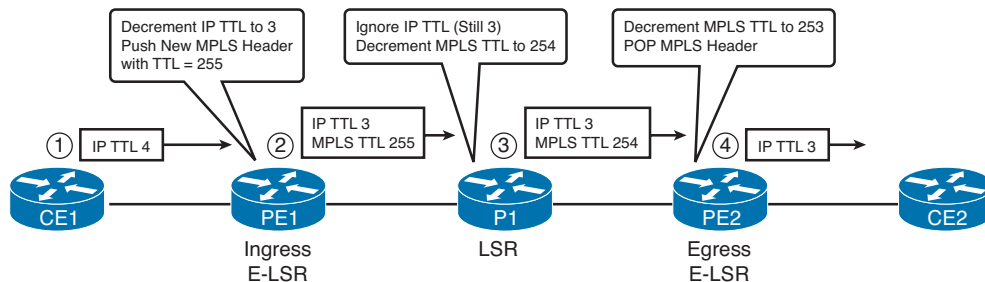 Decrement IP TTL to 3
Push New MPLS Header
with TTL = 255
Ignore IP TTL (Still 3)
Decrement MPLS TTL to 254
Decrement MPLS TTL to 253
POP MPLS Header
1
IP TTL 4
2
IP TTL 3
MPLS TTL 255
3
IP TTL 3
MPLS TTL 254
4
IP TTL 3
CE1
PE1
P1
PE2
CE2
Ingress
E-LSR
LSR
Egress
E-LSR